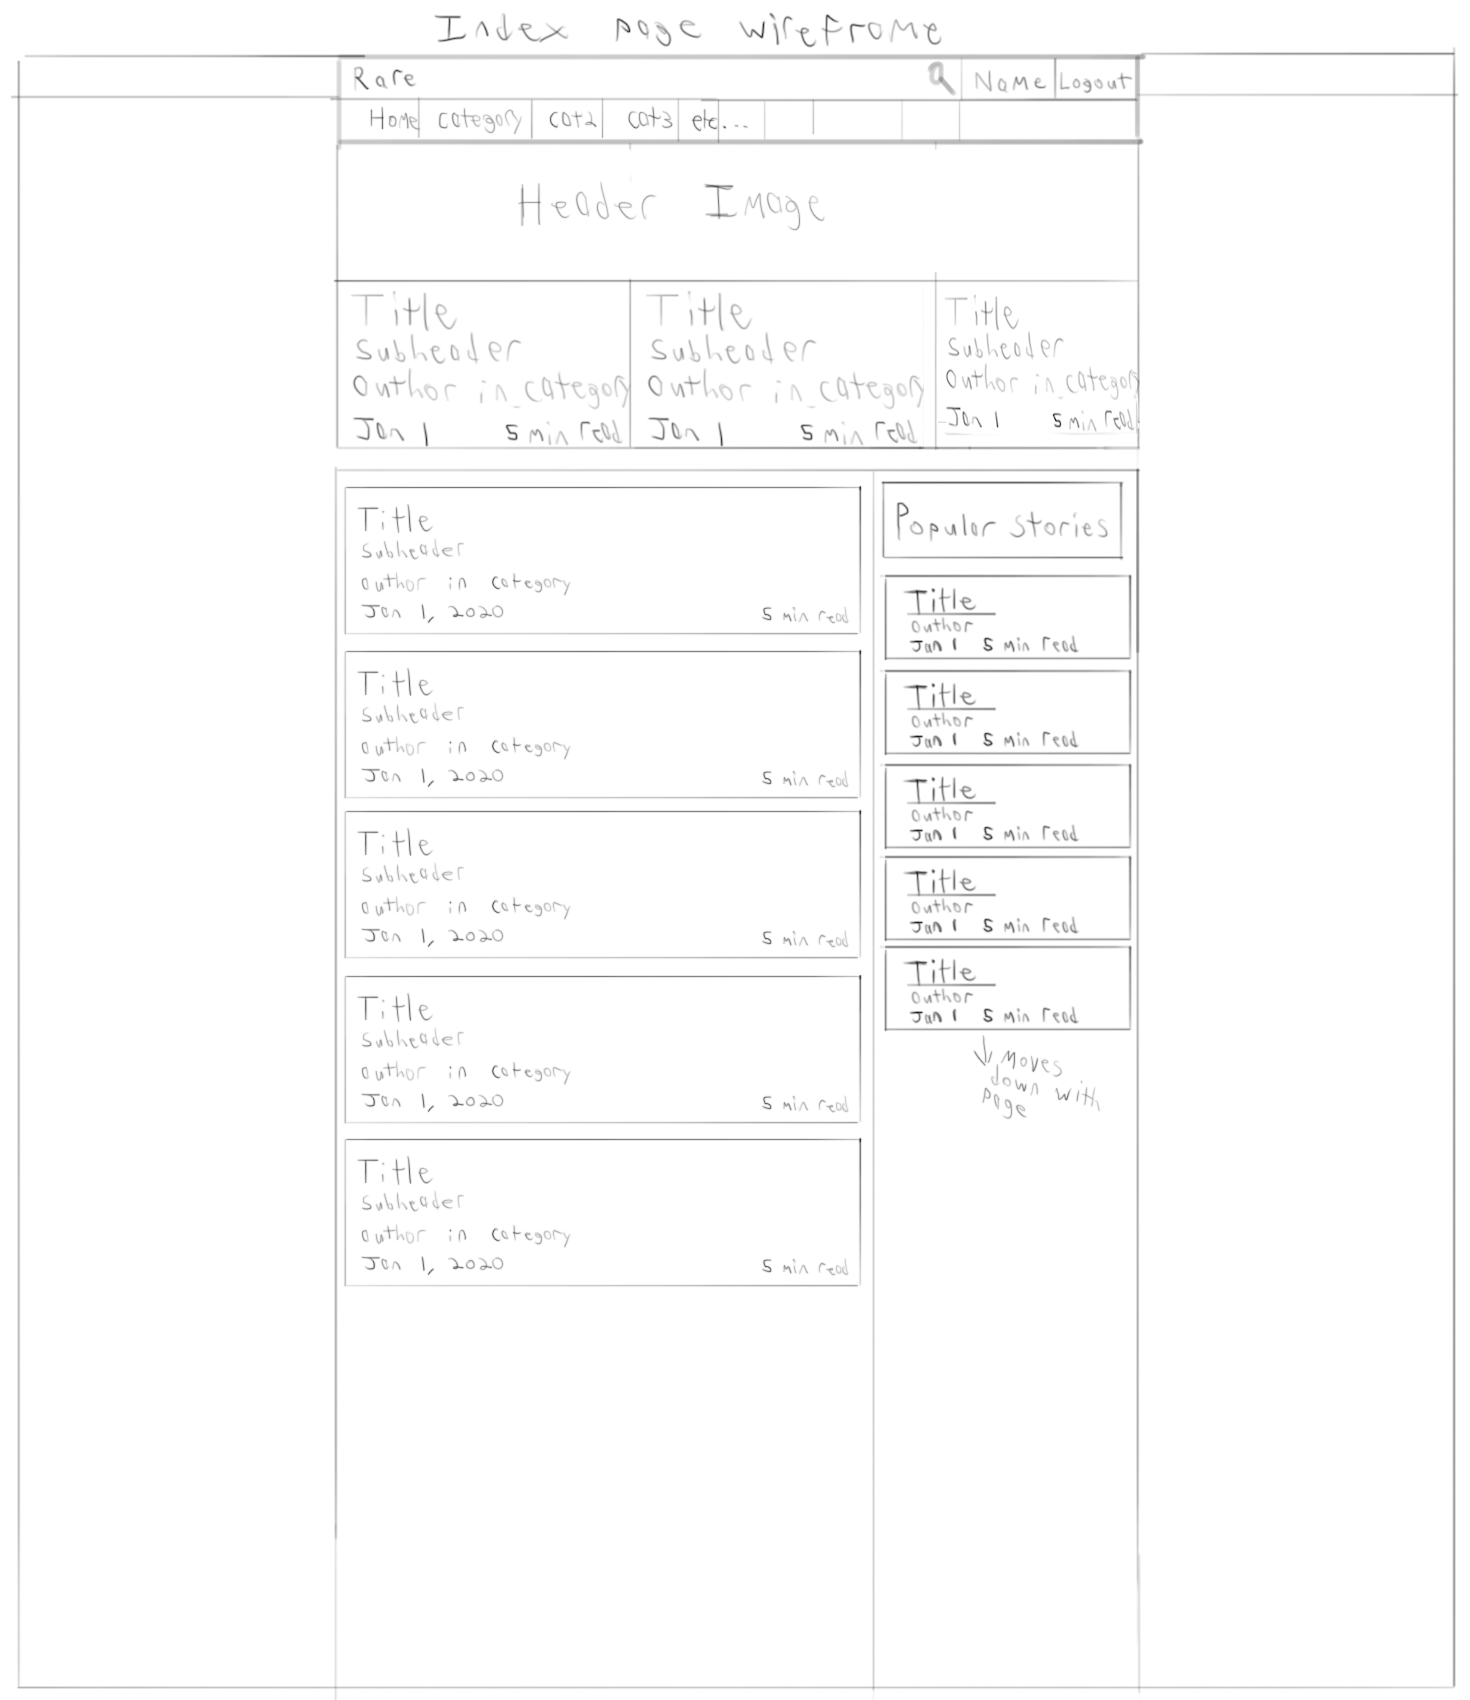 Index page wireframe
Rare Name Logout
Home category cat2 cat3 etc...
Header Image
Title
Subheader
author in category
Jan 1 5 min read
Title
Subheader
author in category
Jan 1 5 min read
Title
Subheader
author in category
Jan 1 5 min read
Title
Subheader
author in category
Jan 1, 2020 5 min read
Title
Subheader
author in category
Jan 1, 2020 5 min read
Title
Subheader
author in category
Jan 1, 2020 5 min read
Title
Subheader
author in category
Jan 1, 2020 5 min read
Title
Subheader
author in category
Jan 1, 2020 5 min read
Popular stories
Title
author
Jan 1 5 min read
Title
author
Jan 1 5 min read
Title
author
Jan 1 5 min read
Title
author
Jan 1 5 min read
Title
author
Jan 1 5 min read
↓ moves
down with
page